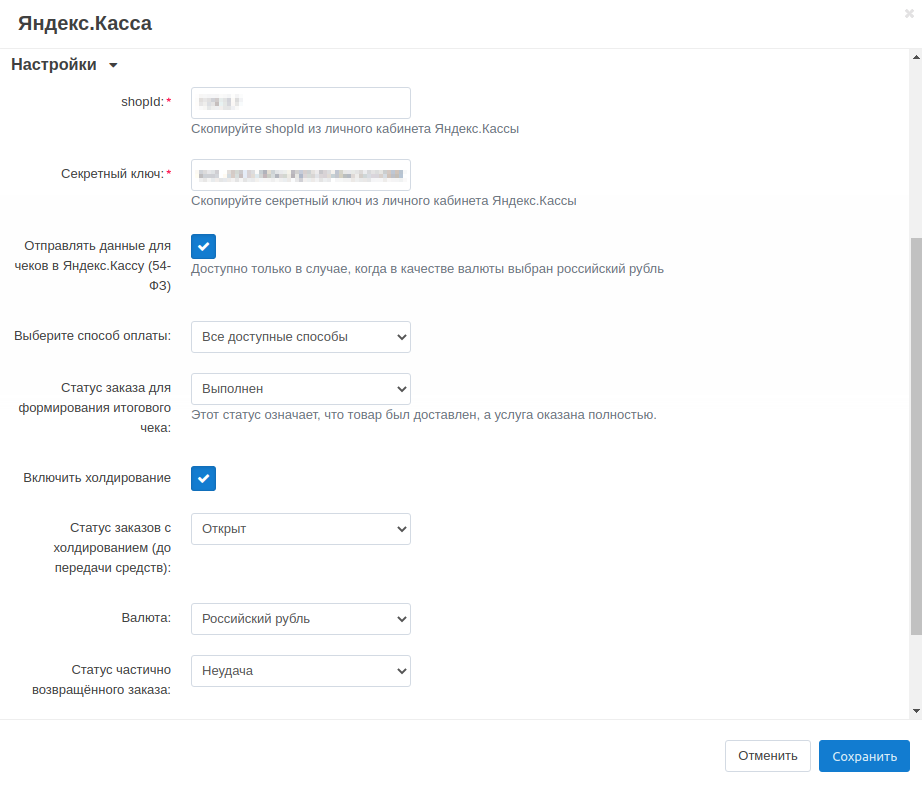 Яндекс.Касса
Настройки
shopId:*
Скопируйте shopId из личного кабинета Яндекс.Кассы
Секретный ключ:*
Скопируйте секретный ключ из личного кабинета Яндекс.Кассы
Отправлять данные для
чеков в Яндекс.Кассу (54-
ФЗ)
Доступно только в случае, когда в качестве валюты выбран российский рубль
Выберите способ оплаты:
Все доступные способы
Статус заказа для
формирования итогового
чека:
Выполнен
Этот статус означает, что товар был доставлен, а услуга оказана полностью.
Включить холдирование
Статус заказов с
холдированием (до
передачи средств):
Открыт
Валюта:
Российский рубль
Статус частично
возвращённого заказа:
Неудача
Отменить
Сохранить